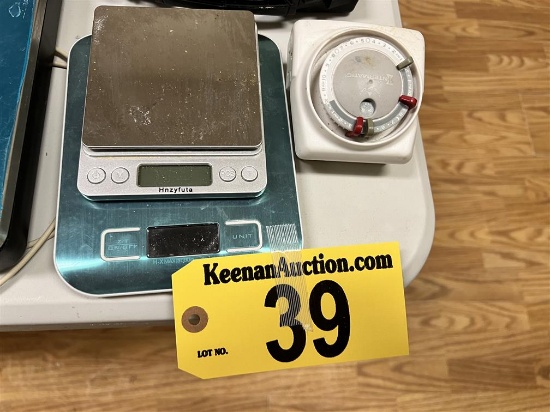 Hnzyfuta
UNIT
KeenanAuction.com
39
LOT NO.